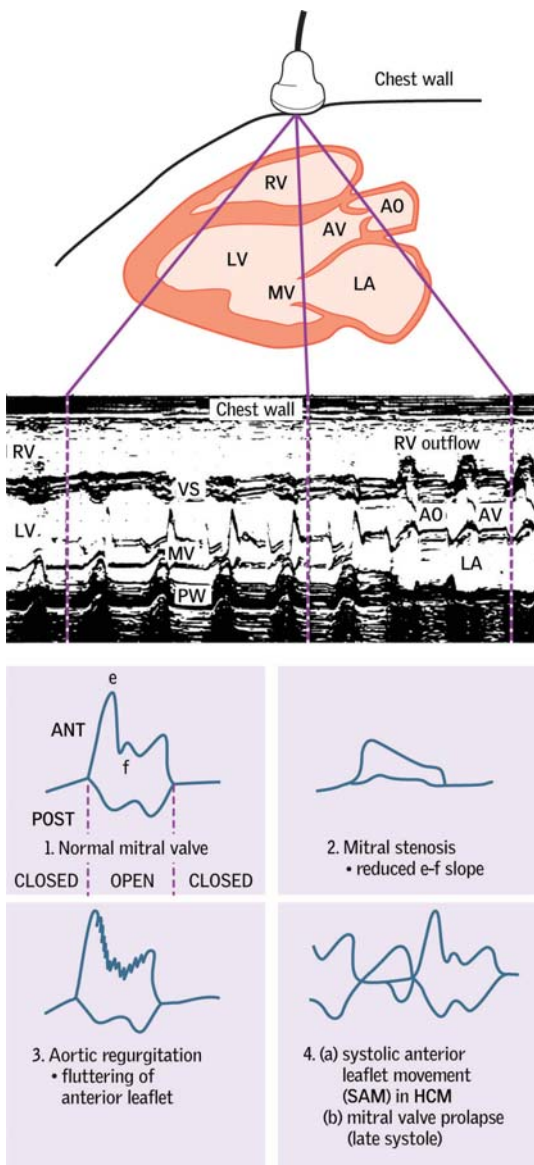 Chest wall
RV
AO
AV
LV
LA
MV
Chest wall
RV
RV outflow
VS
LV
AO
AV
MV
LA
PW
e
ANT
f
POST
1. Normal mitral valve
CLOSED
OPEN
CLOSED
2. Mitral stenosis
• reduced e-f slope
3. Aortic regurgitation
• fluttering of
anterior leaflet
4. (a) systolic anterior
leaflet movement
(SAM) in HCM
(b) mitral valve prolapse
(late systole)